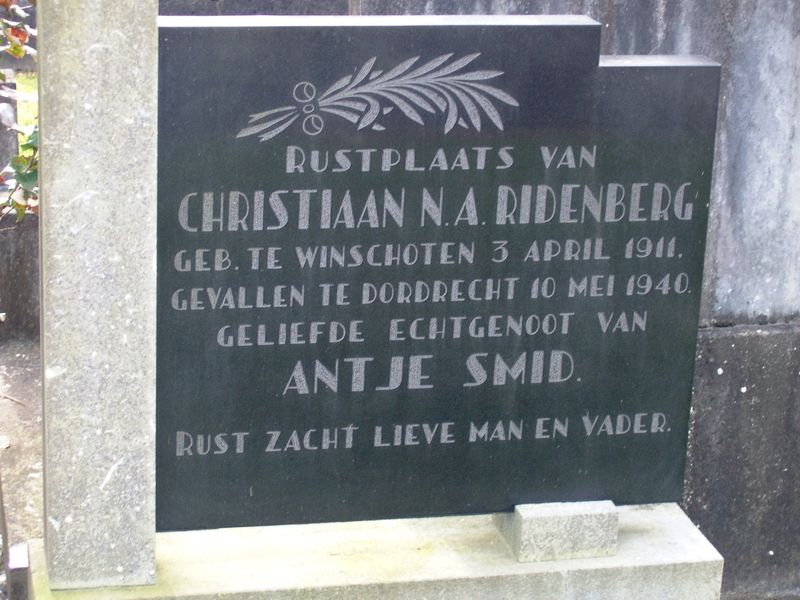 RUSTPLAATS VAN
CHRISTIAAN N.A. RIDENBERG
GEB. TE WINSCHOTEN 3 APRIL 1911.
GEVALLEN TE DORDRECHT 10 MEI 1940.
GELIEFDE ECHTGENOOT VAN
ANTJE SMID.
RUST ZACHT LIEVE MAN EN VADER.